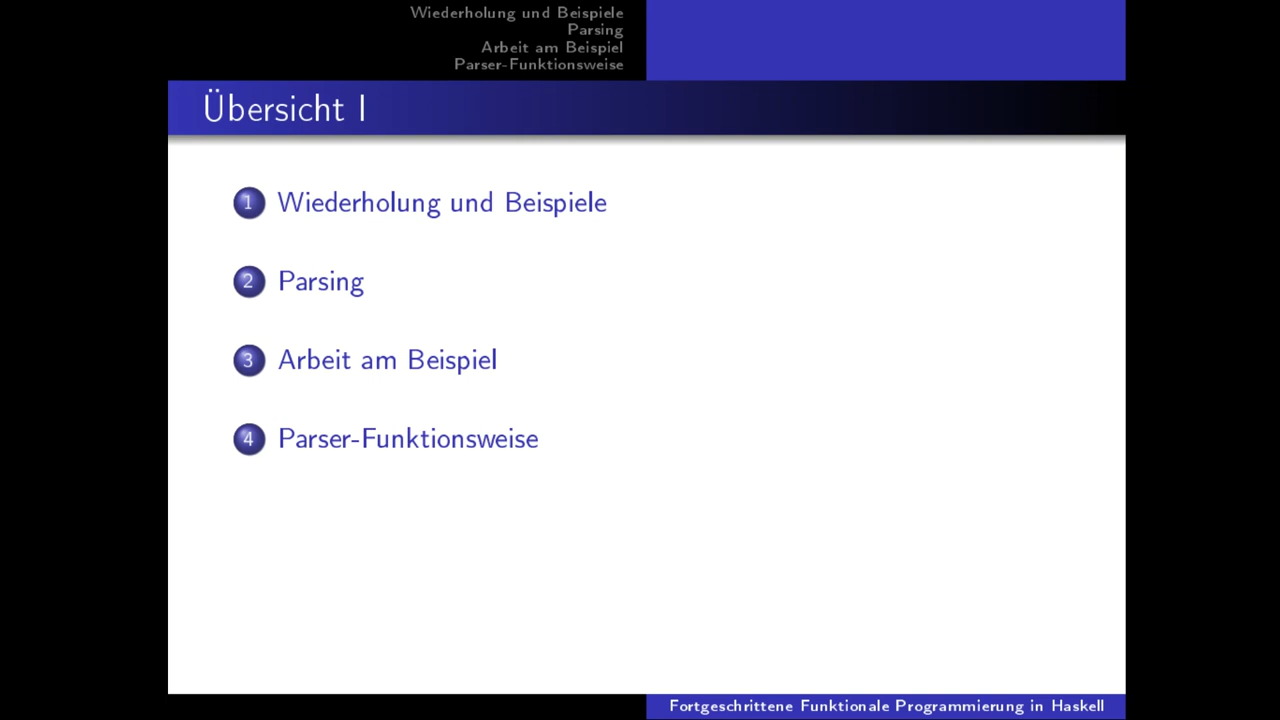 Wiederholung und Beispiele
Parsing
Arbeit am Beispiel
Parser-Funktionsweise
Übersicht I
1 Wiederholung und Beispiele
2 Parsing
3 Arbeit am Beispiel
4 Parser-Funktionsweise
Fortgeschrittene Funktionale Programmierung in Haskell